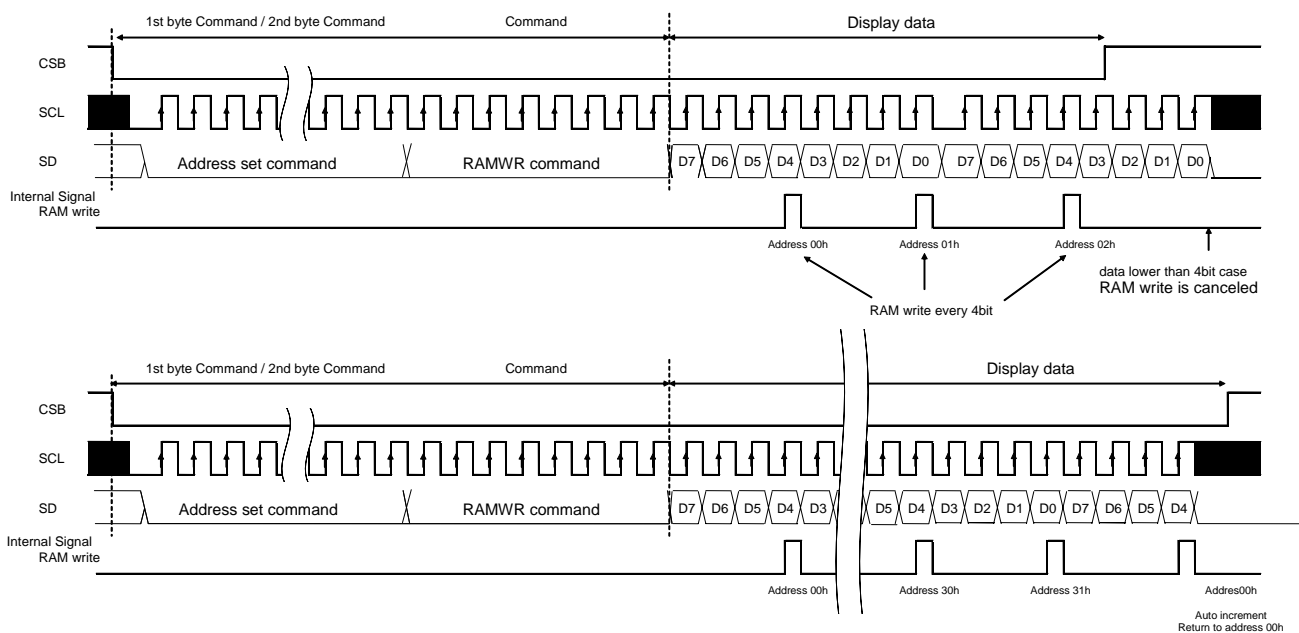 1st byte Command / 2nd byte Command Command Display data
CSB
SCL
SD Address set command RAMWR command D7 D6 D5 D4 D3 D2 D1 D0 D7 D6 D5 D4 D3 D2 D1 D0
Internal Signal
RAM write
Address 00h Address 01h Address 02h
data lower than 4bit case
RAM write is canceled
RAM write every 4bit
1st byte Command / 2nd byte Command Command Display data
CSB
SCL
SD Address set command RAMWR command D7 D6 D5 D4 D3 D5 D4 D3 D2 D1 D0 D7 D6 D5 D4
Internal Signal
RAM write
Address 00h Address 30h Address 31h Addres00h
Auto increment
Return to address 00h